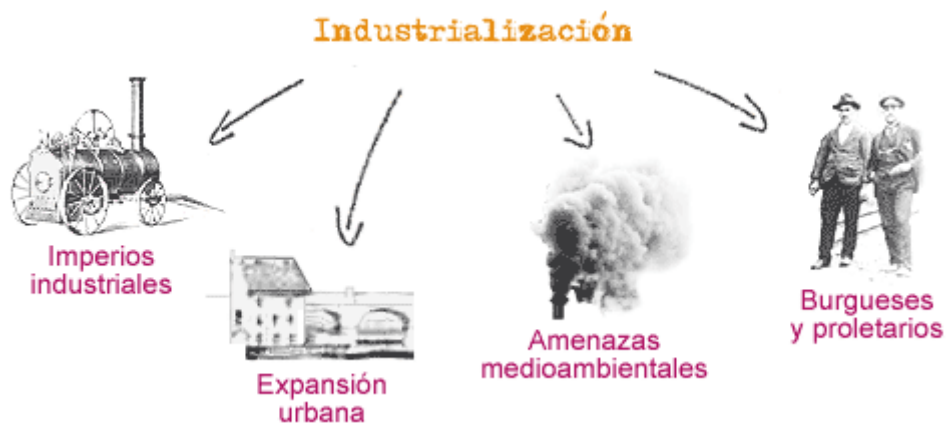 Industrialización
Imperios
industriales
Expansión
urbana
Amenazas
medioambientales
Burgueses
y proletarios